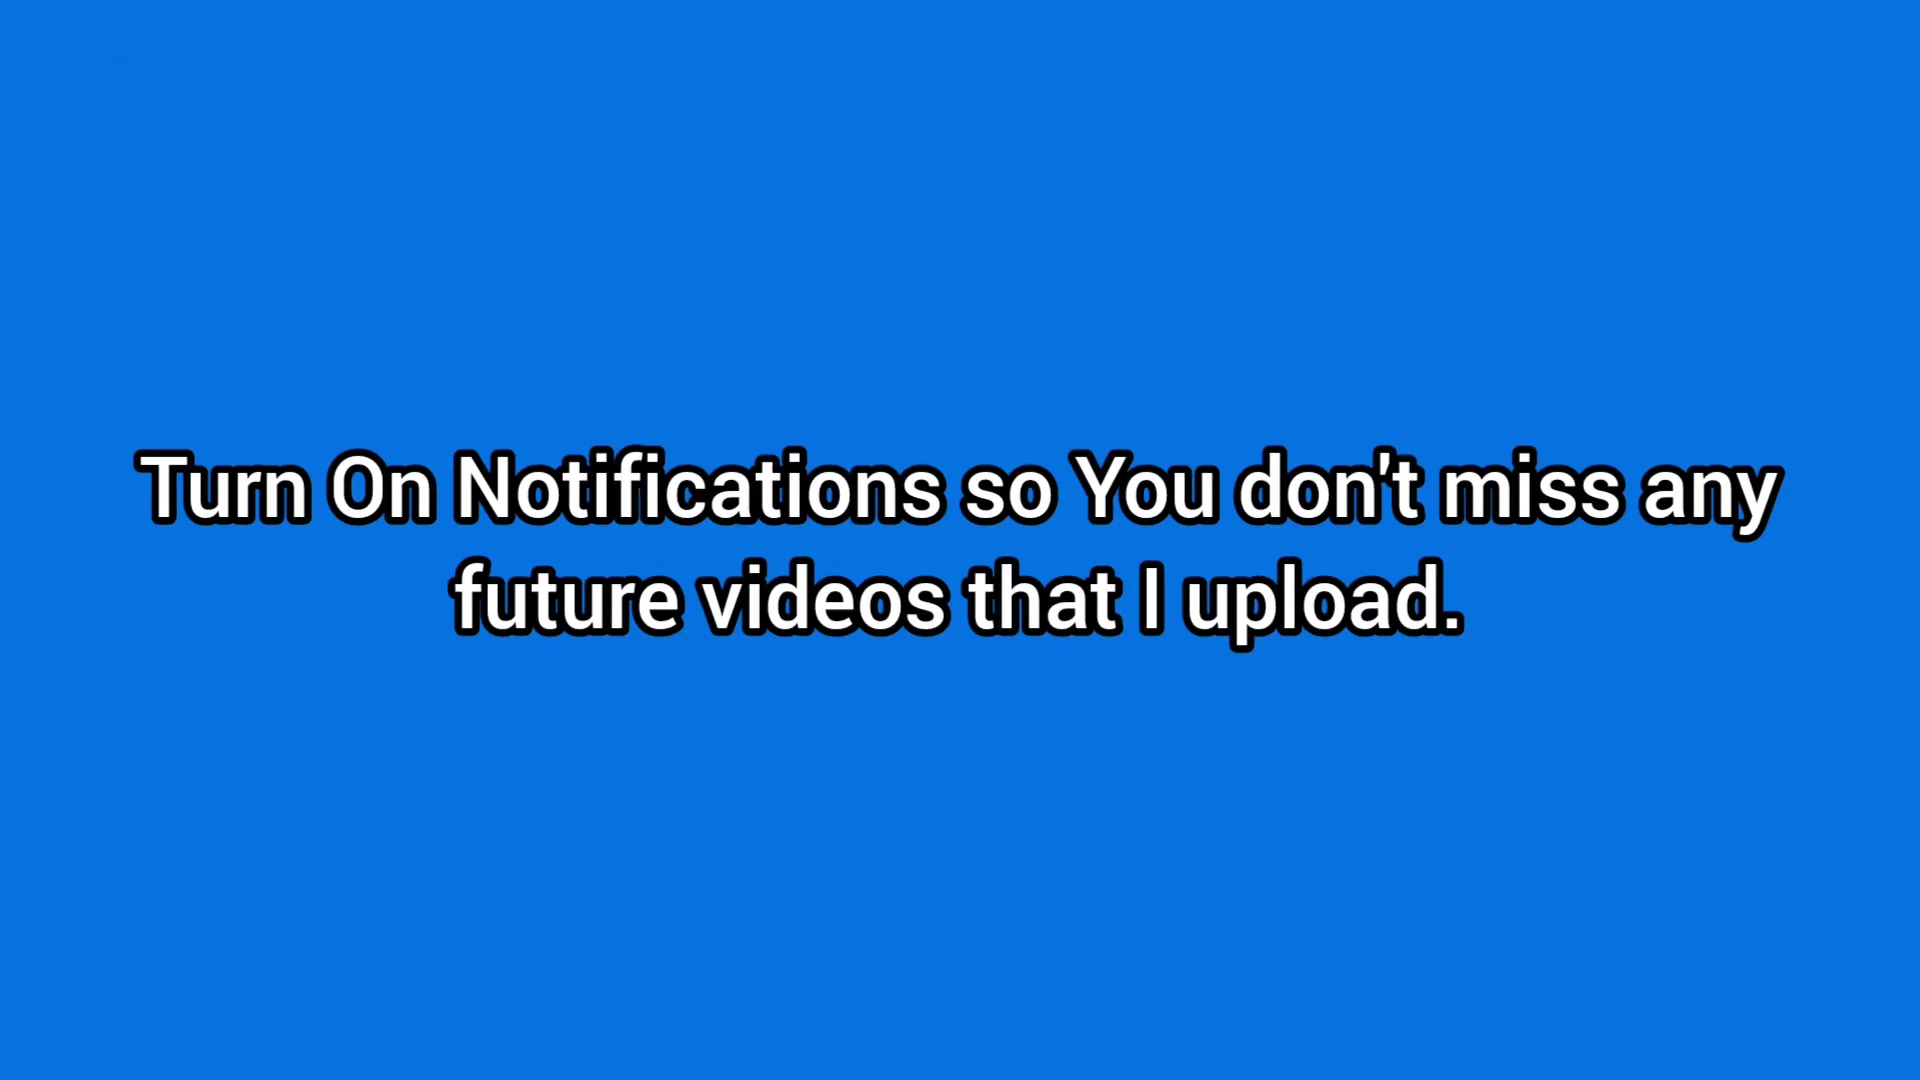 Turn On Notifications so You don't miss any
future videos that I upload.